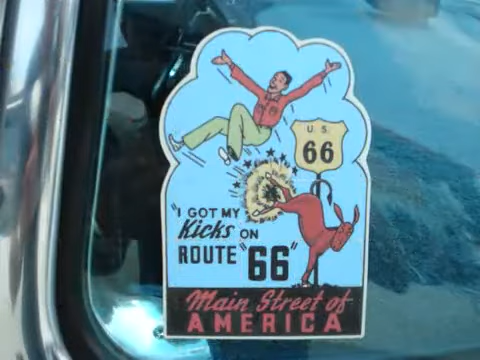 U.S.
66
"I GOT MY
Kicks ON
ROUTE "66"
Main Street of
AMERICA